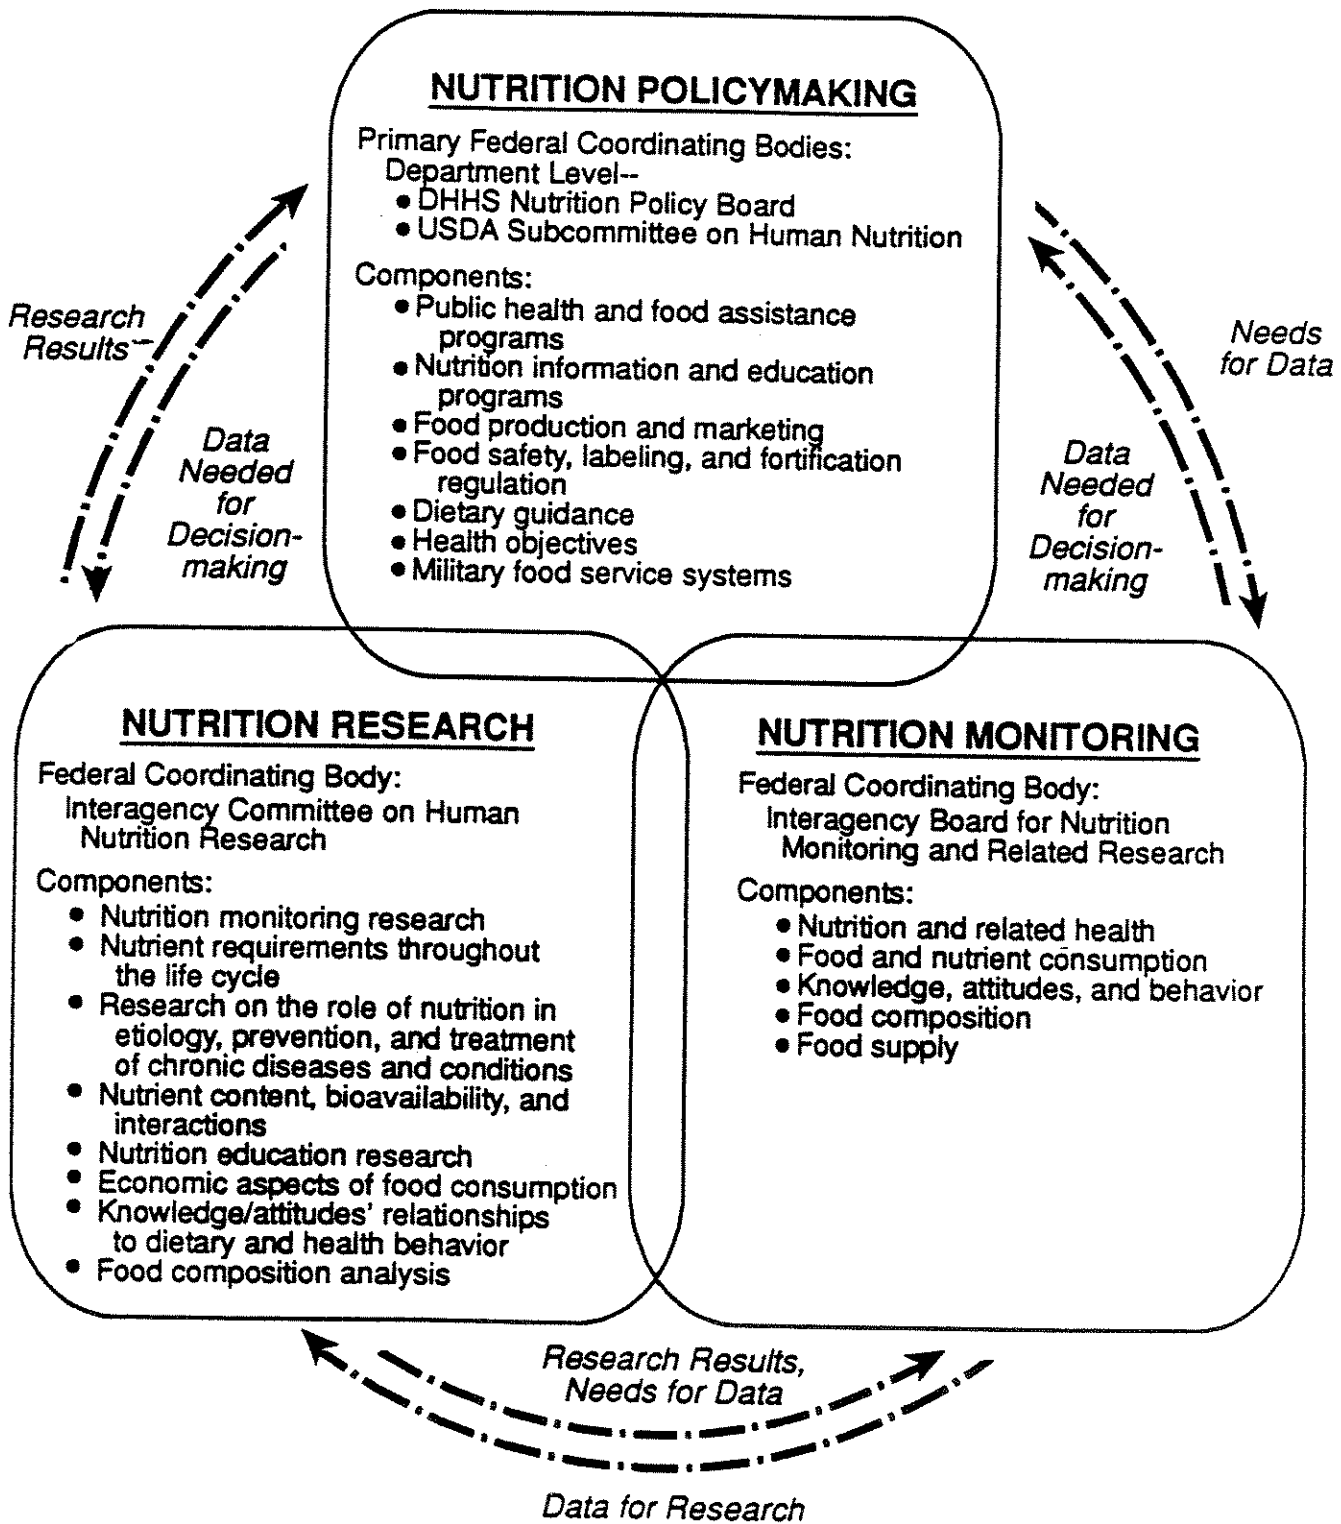 NUTRITION POLICYMAKING
Primary Federal Coordinating Bodies:
Department Level--
● DHHS Nutrition Policy Board
● USDA Subcommittee on Human Nutrition
Components:
● Public health and food assistance
programs
● Nutrition information and education
programs
● Food production and marketing
● Food safety, labeling, and fortification
regulation
● Dietary guidance
● Health objectives
● Military food service systems
Research
Results
Data
Needed
for
Decision-
making
Needs
for Data
Data
Needed
for
Decision-
making
NUTRITION RESEARCH
Federal Coordinating Body:
Interagency Committee on Human
Nutrition Research
Components:
● Nutrition monitoring research
● Nutrient requirements throughout
the life cycle
● Research on the role of nutrition in
etiology, prevention, and treatment
of chronic diseases and conditions
● Nutrient content, bioavailability, and
interactions
● Nutrition education research
● Economic aspects of food consumption
● Knowledge/attitudes' relationships
to dietary and health behavior
● Food composition analysis
NUTRITION MONITORING
Federal Coordinating Body:
Interagency Board for Nutrition
Monitoring and Related Research
Components:
● Nutrition and related health
● Food and nutrient consumption
● Knowledge, attitudes, and behavior
● Food composition
● Food supply
Research Results,
Needs for Data
Data for Research